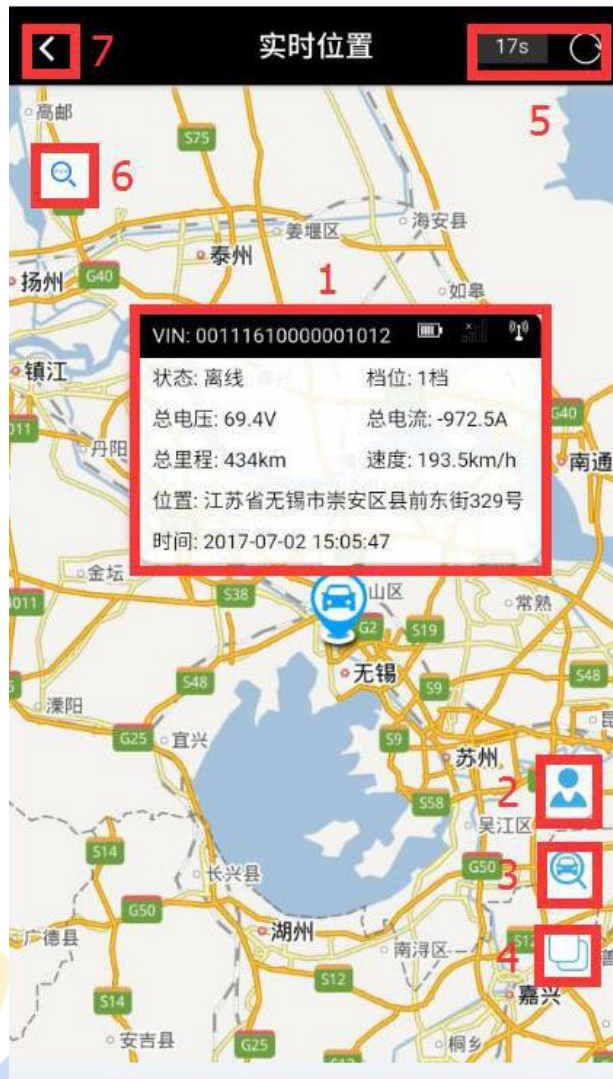 7 实时位置 17s
5
高邮
S75
6
海安县
姜堰区
泰州
1
扬州 G40
如皋
VIN: 00111610000001012
镇江
状态: 离线 档位: 1档
总电压: 69.4V 总电流: -972.5A
G40
011
丹阳
总里程: 434km 速度: 193.5km/h
南通
位置: 江苏省无锡市崇安区县前东街329号
时间: 2017-07-02 15:05:47
金坛
S38
山区
常熟
011
G2 S19
无锡
S48 S9 S48
溧阳
昆
G25 宜兴 S9
苏州
2
S58
吴江区
S14
3
G50
长兴县
G50
湖州
广德县
南浔区
4
S12
善
S12
嘉兴
S14
安吉县 G25 桐乡